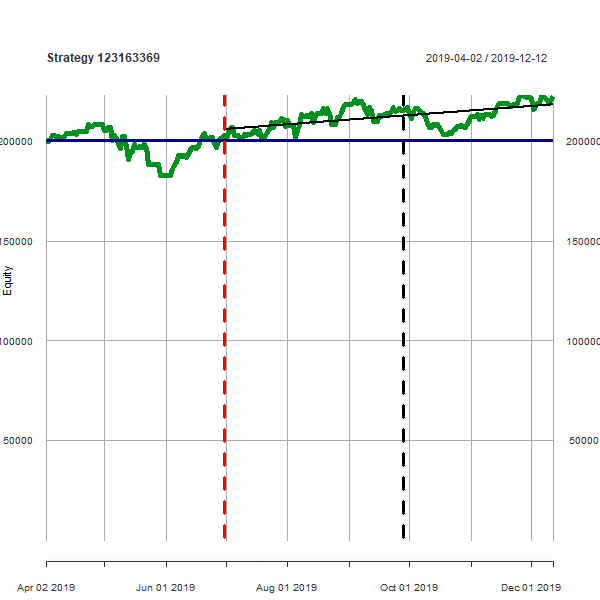 Strategy 123163369
2019-04-02 / 2019-12-12
200000
200000
150000
150000
Equity
100000
100000
50000
50000
Apr 02 2019
Jun 01 2019
Aug 01 2019
Oct 01 2019
Dec 01 2019